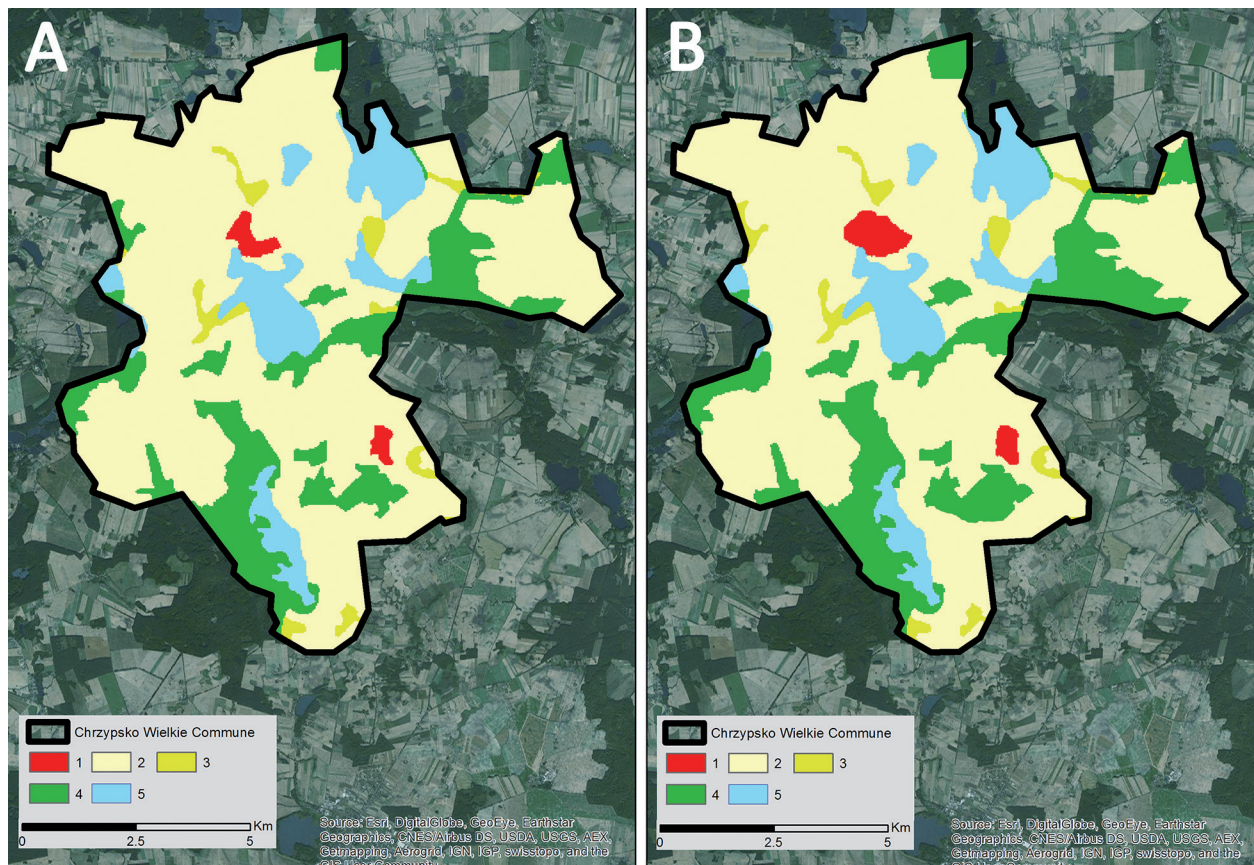 A
Chrzypsko Wielkie Commune
1 2 3
4 5
0 2.5 5 Km
Source: Esri, DigitalGlobe, GeoEye, Earthstar
Geographics, CNES/Airbus DS, USDA, USGS, AEX,
Getmapping, Aerogrid, IGN, IGP, swisstopo, and the
B
Chrzypsko Wielkie Commune
1 2 3
4 5
0 2.5 5 Km
Source: Esri, DigitalGlobe, GeoEye, Earthstar
Geographics, CNES/Airbus DS, USDA, USGS, AEX,
Getmapping, Aerogrid, IGN, IGP, swisstopo, and the